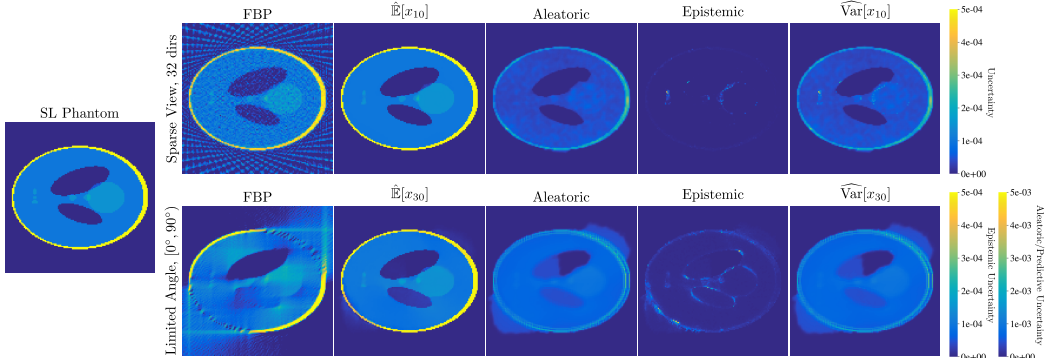 FBP
Ê[x₁₀]
Aleatoric
Epistemic
V̂ar[x₁₀]
Sparse View, 32 dirs
5e-04
4e-04
3e-04
2e-04
1e-04
0e+00
Uncertainty
SL Phantom
FBP
Ê[x₃₀]
Aleatoric
Epistemic
V̂ar[x₃₀]
Limited Angle, [0°, 90°)
5e-04
4e-04
3e-04
2e-04
1e-04
0e+00
Epistemic Uncertainty
5e-03
4e-03
3e-03
2e-03
1e-03
0e+00
Aleatoric/Predictive Uncertainty